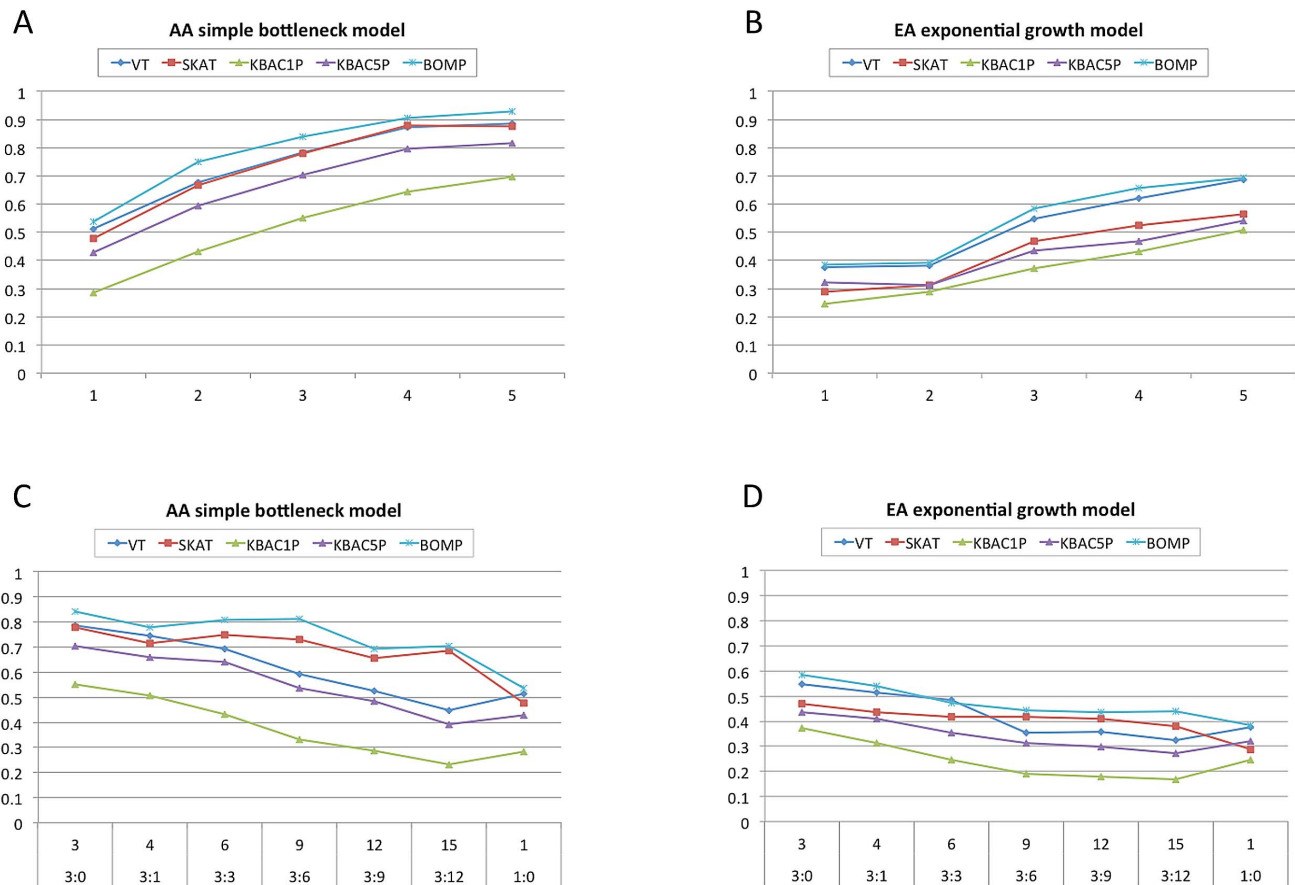 A
AA simple bottleneck model
VT SKAT KBAC1P KBAC5P BOMP
1
0.9
0.8
0.7
0.6
0.5
0.4
0.3
0.2
0.1
0
1 2 3 4 5
B
EA exponential growth model
VT SKAT KBAC1P KBAC5P BOMP
1
0.9
0.8
0.7
0.6
0.5
0.4
0.3
0.2
0.1
0
1 2 3 4 5
C
AA simple bottleneck model
VT SKAT KBAC1P KBAC5P BOMP
1
0.9
0.8
0.7
0.6
0.5
0.4
0.3
0.2
0.1
0
3 4 6 9 12 15 1
3:0 3:1 3:3 3:6 3:9 3:12 1:0
D
EA exponential growth model
VT SKAT KBAC1P KBAC5P BOMP
1
0.9
0.8
0.7
0.6
0.5
0.4
0.3
0.2
0.1
0
3 4 6 9 12 15 1
3:0 3:1 3:3 3:6 3:9 3:12 1:0